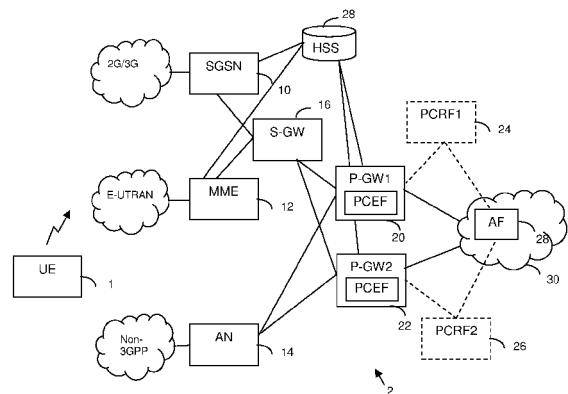 28
HSS
2G/3G
SGSN
10
16
S-GW
PCRF1
24
E-UTRAN
MME
12
P-GW1
PCEF
20
AF
28
30
UE
1
P-GW2
PCEF
22
Non-
3GPP
AN
14
PCRF2
26
2